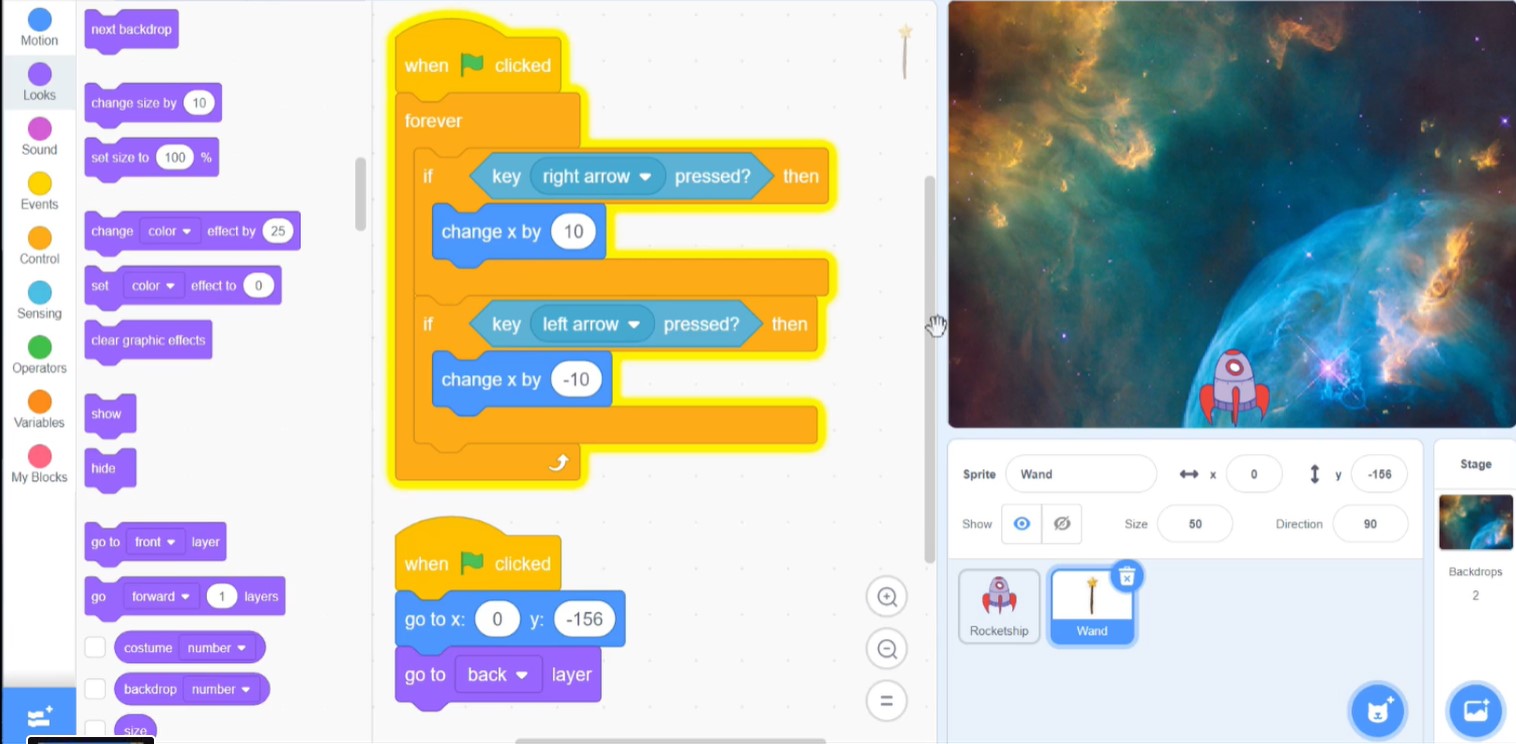 Motion
Looks
Sound
Events
Control
Sensing
Operators
Variables
My Blocks
next backdrop
change size by 10
set size to 100 %
change color effect by 25
set color effect to 0
clear graphic effects
show
hide
go to front layer
go forward 1 layers
costume number
backdrop number
size
when clicked
forever
if key right arrow pressed? then
change x by 10
if key left arrow pressed? then
change x by -10
when clicked
go to x: 0 y: -156
go to back layer
Sprite Wand x 0 y -156
Show Size 50 Direction 90
Rocketship
Wand
Stage
Backdrops
2